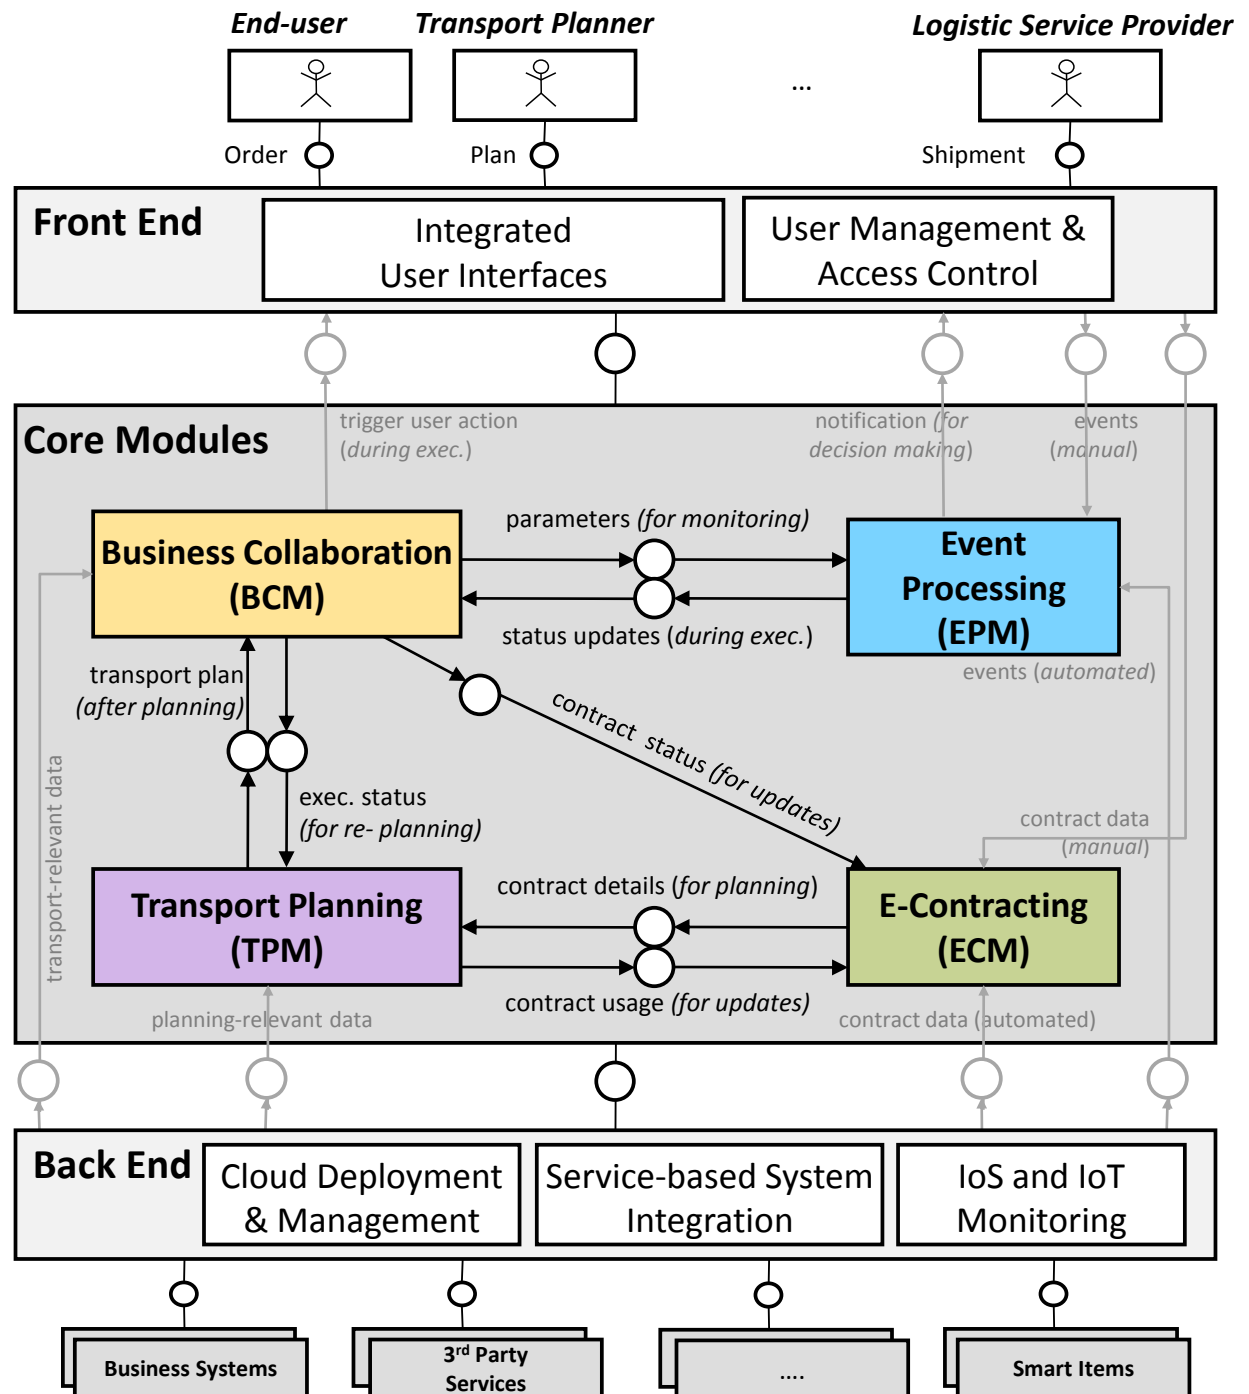 End-user
Transport Planner
Logistic Service Provider
...
Order
Plan
Shipment
Front End
Integrated
User Interfaces
User Management &
Access Control
Core Modules
trigger user action
(during exec.)
notification (for
decision making)
events
(manual)
Business Collaboration
(BCM)
parameters (for monitoring)
status updates (during exec.)
Event
Processing
(EPM)
events (automated)
transport plan
(after planning)
contract status (for updates)
exec. status
(for re- planning)
transport-relevant data
contract data
(manual)
Transport Planning
(TPM)
contract details (for planning)
contract usage (for updates)
E-Contracting
(ECM)
planning-relevant data
contract data (automated)
Back End
Cloud Deployment
& Management
Service-based System
Integration
IoS and IoT
Monitoring
Business Systems
3rd Party
Services
....
Smart Items